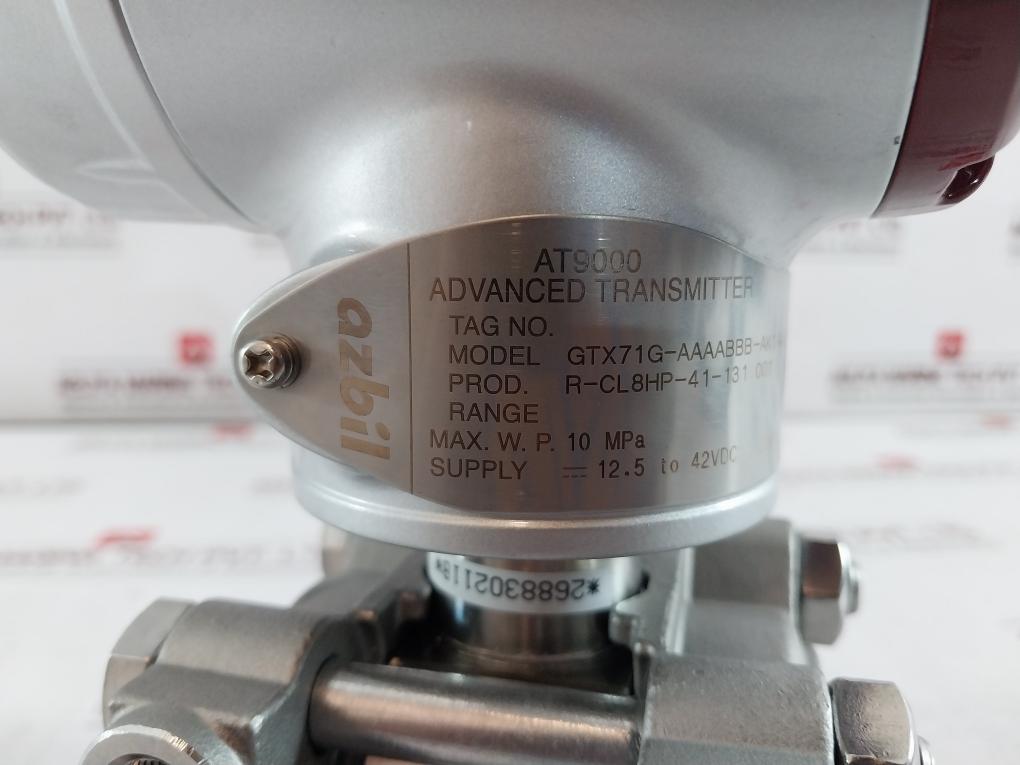 azbil
AT9000
ADVANCED TRANSMITTER
TAG NO.
MODEL GTX71G-AAAABBB-
PROD. R-CL8HP-41-131
RANGE
MAX. W. P. 10 MPa
SUPPLY ⎓ 12.5 to 42VDC
*2688302118*